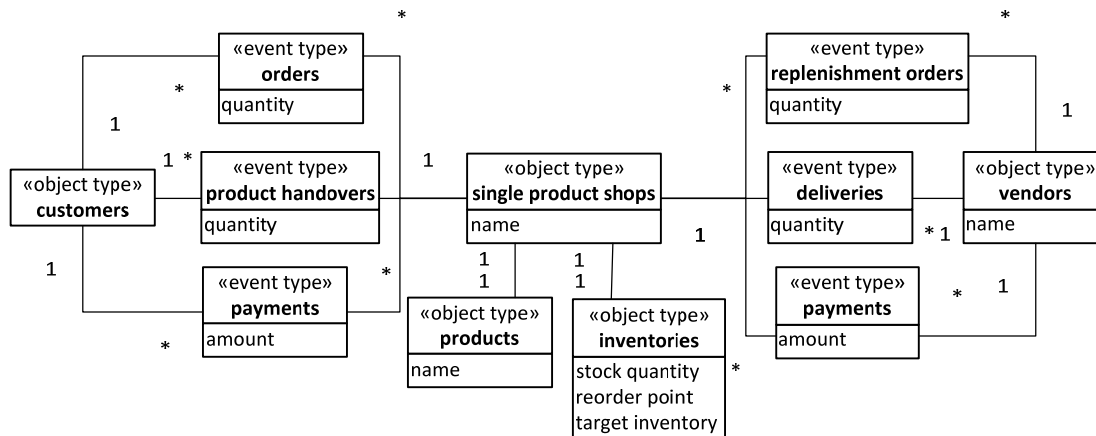 *
«event type»
orders
quantity
*
1
1
*
«object type»
customers
«event type»
product handovers
quantity
1
1
*
«event type»
payments
amount
*
«object type»
single product shops
name
1
1
1
1
1
«object type»
products
name
«object type»
inventories
stock quantity
reorder point
target inventory
*
«event type»
replenishment orders
quantity
*
*
1
«event type»
deliveries
quantity
* 1
«object type»
vendors
name
«event type»
payments
amount
*
1